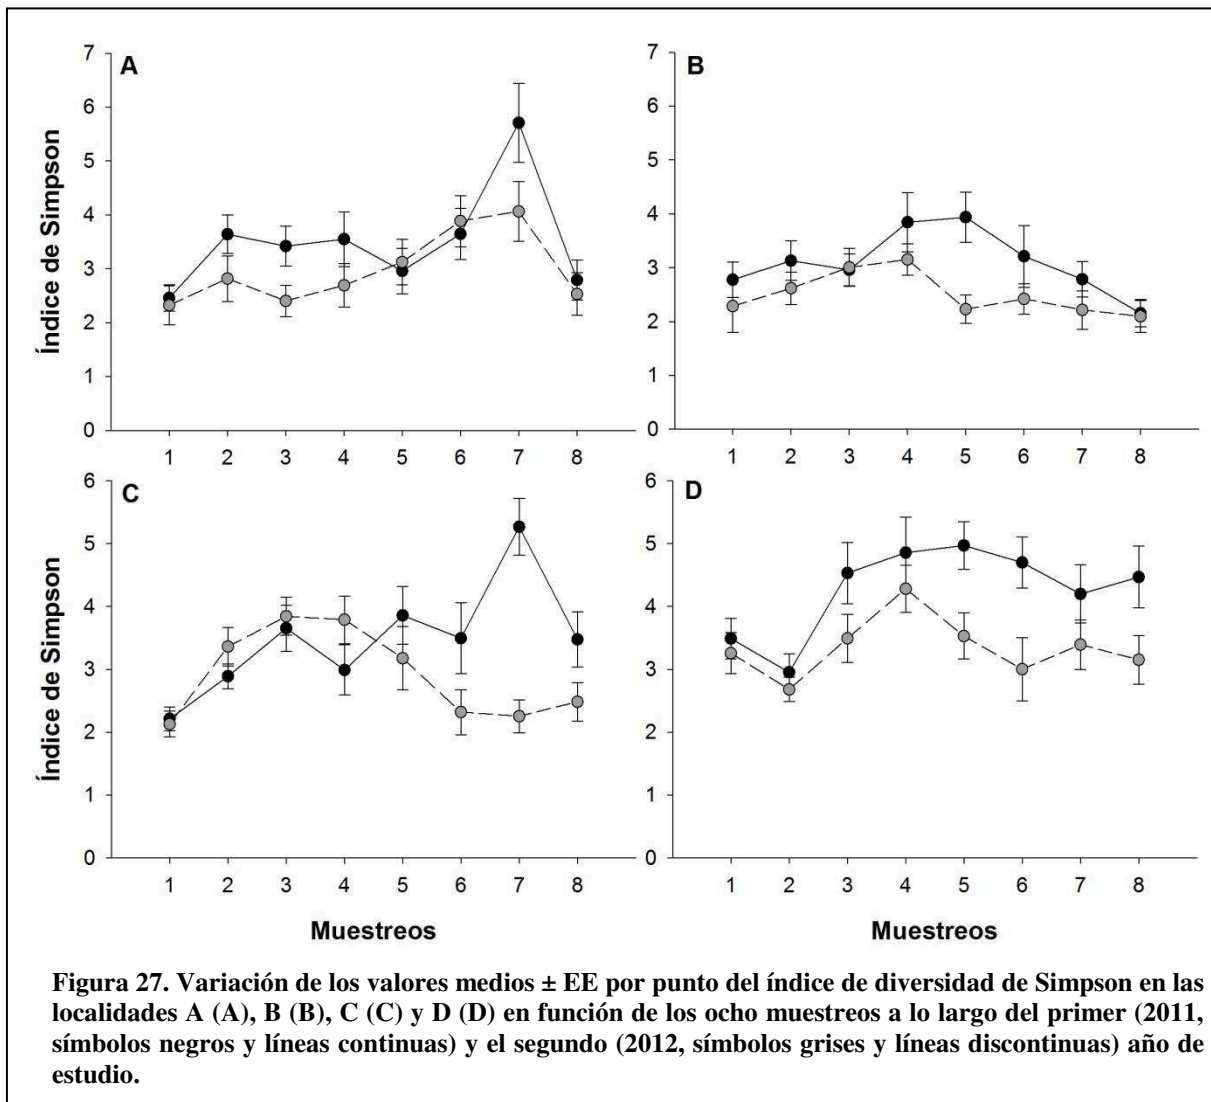 A
B
Índice de Simpson
7
6
5
4
3
2
1
0
1 2 3 4 5 6 7 8
7
6
5
4
3
2
1
0
1 2 3 4 5 6 7 8
C
D
Índice de Simpson
6
5
4
3
2
1
0
1 2 3 4 5 6 7 8
6
5
4
3
2
1
0
1 2 3 4 5 6 7 8
Muestreos
Muestreos
Figura 27. Variación de los valores medios ± EE por punto del índice de diversidad de Simpson en las
localidades A (A), B (B), C (C) y D (D) en función de los ocho muestreos a lo largo del primer (2011,
símbolos negros y líneas continuas) y el segundo (2012, símbolos grises y líneas discontinuas) año de
estudio.